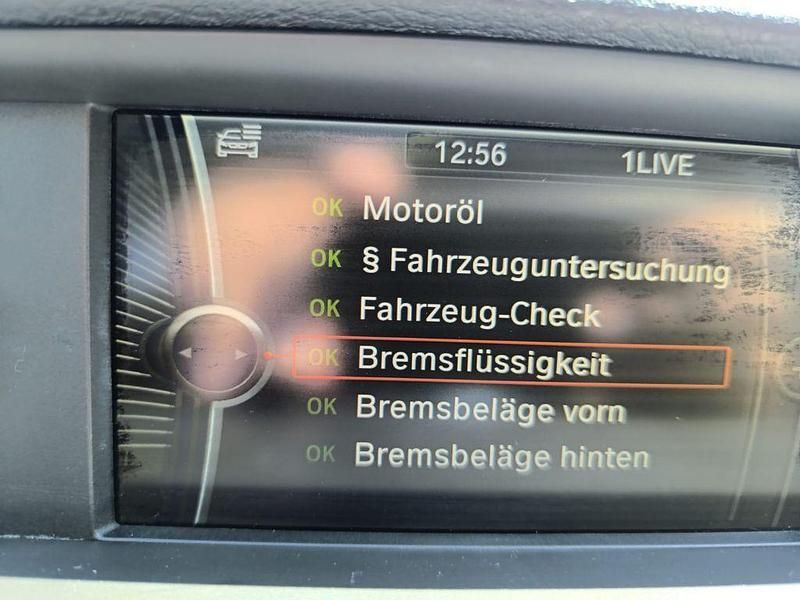 12:56 1LIVE
OK Motoröl
OK § Fahrzeuguntersuchung
OK Fahrzeug-Check
OK Bremsflüssigkeit
OK Bremsbeläge vorn
OK Bremsbeläge hinten